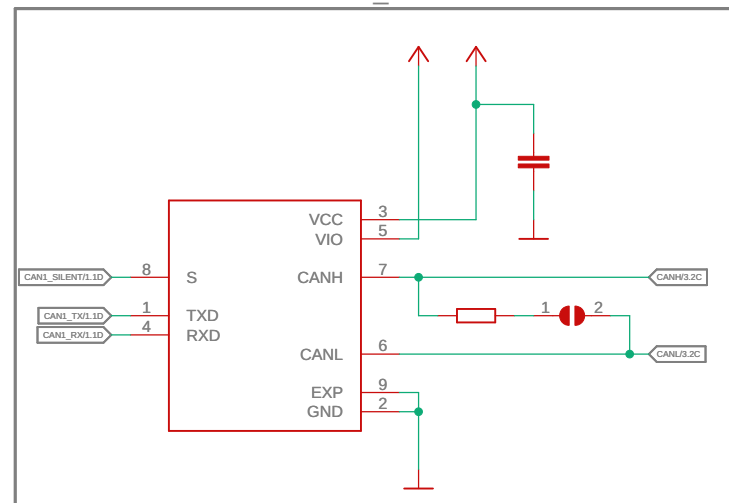 VCC 3
VIO 5
CAN1_SILENT/1.1D 8 S CANH 7 CANH/3.2C
CAN1_TX/1.1D 1 TXD 1 2
CAN1_RX/1.1D 4 RXD
CANL 6 CANL/3.2C
EXP 9
GND 2